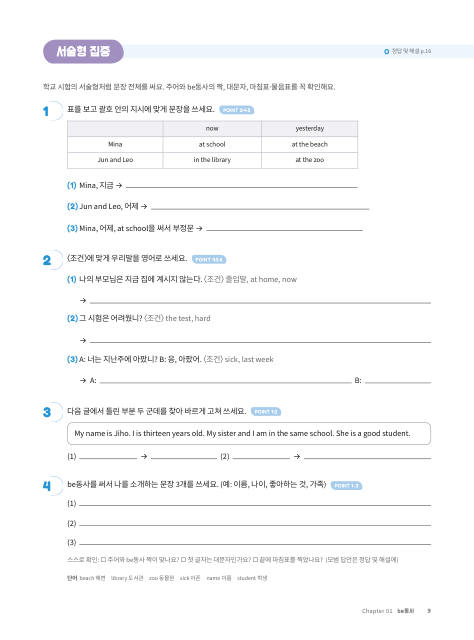 서술형 집중
정답 및 해설 p.16
학교 시험의 서술형처럼 문장 전체를 써요. 주어와 be동사의 짝, 대문자, 마침표·물음표를 꼭 확인해요.
1 표를 보고 괄호 안의 지시에 맞게 문장을 쓰세요.
now yesterday
Mina at school at the beach
Jun and Leo in the library at the zoo
(1) Mina, 지금 →
(2) Jun and Leo, 어제 →
(3) Mina, 어제, at school을 써서 부정문 →
2 〈조건〉에 맞게 우리말을 영어로 쓰세요.
(1) 나의 부모님은 지금 집에 계시지 않는다. 〈조건〉 줄임말, at home, now
→
(2) 그 시험은 어려웠니? 〈조건〉 the test, hard
→
(3) A: 너는 지난주에 아팠니? B: 응, 아팠어. 〈조건〉 sick, last week
→ A: B:
3 다음 글에서 틀린 부분 두 군데를 찾아 바르게 고쳐 쓰세요.
My name is Jiho. I is thirteen years old. My sister and I am in the same school. She is a good student.
(1) → (2) →
4 be동사를 써서 나를 소개하는 문장 3개를 쓰세요. (예: 이름, 나이, 좋아하는 것, 가족) POINT 1-3
(1)
(2)
(3)
스스로 확인: □ 주어와 be동사 짝이 맞나요? □ 첫 글자는 대문자인가요? □ 끝에 마침표를 찍었나요? (모범 답안은 정답 및 해설에)
단어 beach 해변 library 도서관 zoo 동물원 sick 아픈 name 이름 student 학생
Chapter 01 be동사 9